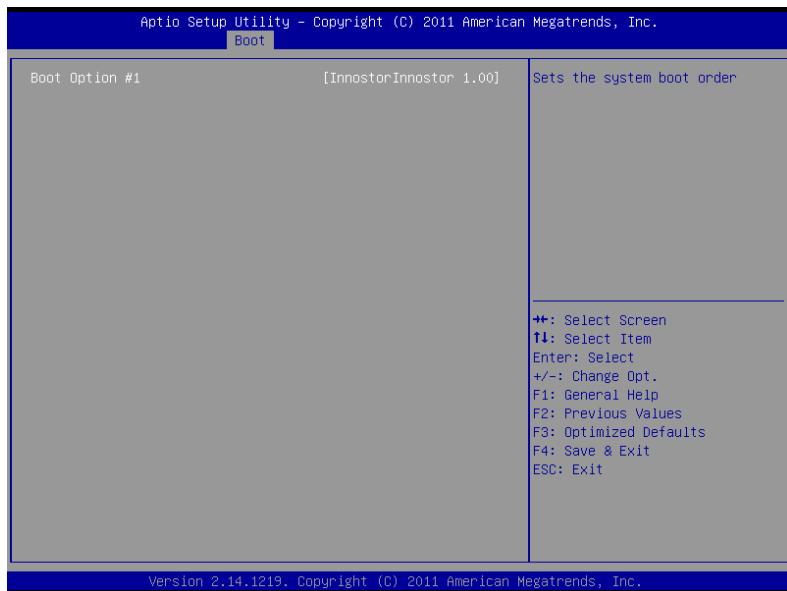 Aptio Setup Utility – Copyright (C) 2011 American Megatrends, Inc.
Boot
Boot Option #1 [InnostorInnostor 1.00]
Sets the system boot order
→←: Select Screen
↑↓: Select Item
Enter: Select
+/-: Change Opt.
F1: General Help
F2: Previous Values
F3: Optimized Defaults
F4: Save & Exit
ESC: Exit
Version 2.14.1219. Copyright (C) 2011 American Megatrends, Inc.